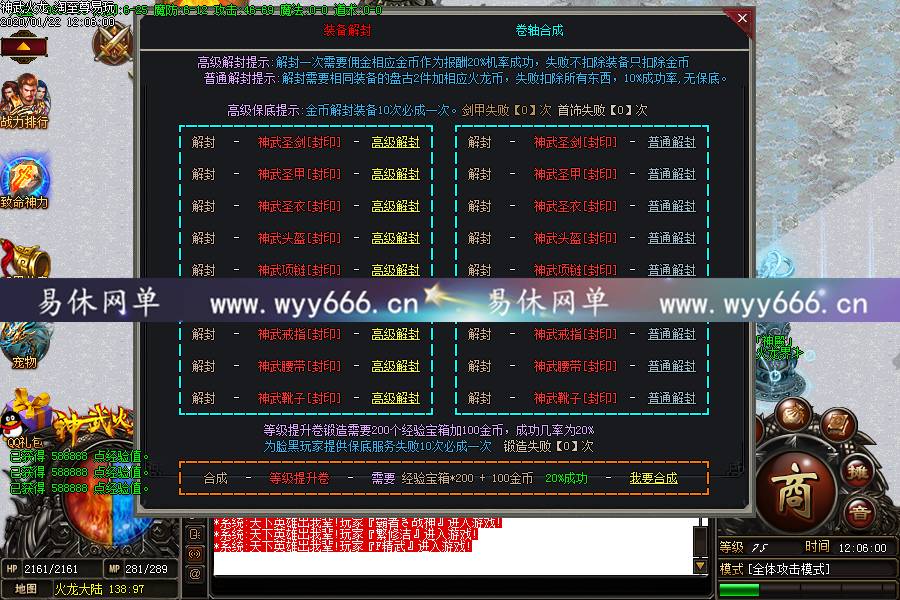 神武火龙
淘至尊易玩
6-25 魔防:6-12 攻击:46-69 魔法:0-0 道术:0-0
2020/01/22 12:06:00
战力排行
致命神力
宠物
QQ礼包
神武火
已获得 588888 点经验值。
已获得 588888 点经验值。
已获得 588888 点经验值。
装备解封 卷轴合成
高级解封提示:解封一次需要佣金相应金币作为报酬20%机率成功，失败不扣除装备只扣除金币
普通解封提示:解封需要相同装备的盘古2件加相应火龙币，失败扣除所有东西，10%成功率,无保底。
高级保底提示:金币解封装备10次必成一次。剑甲失败【0】次 首饰失败【0】次
解封 - 神武圣剑[封印] - 高级解封 解封 - 神武圣剑[封印] - 普通解封
解封 - 神武圣甲[封印] - 高级解封 解封 - 神武圣甲[封印] - 普通解封
解封 - 神武圣衣[封印] - 高级解封 解封 - 神武圣衣[封印] - 普通解封
解封 - 神武头盔[封印] - 高级解封 解封 - 神武头盔[封印] - 普通解封
解封 - 神武项链[封印] - 高级解封 解封 - 神武项链[封印] - 普通解封
易休网单 www.wyy666.cn 易休网单 www.wyy666.cn
解封 - 神武戒指[封印] - 高级解封 解封 - 神武戒指[封印] - 普通解封
解封 - 神武腰带[封印] - 高级解封 解封 - 神武腰带[封印] - 普通解封
解封 - 神武靴子[封印] - 高级解封 解封 - 神武靴子[封印] - 普通解封
等级提升卷锻造需要200个经验宝箱加100金币，成功几率为20%
为脸黑玩家提供保底服务失败10次必成一次 锻造失败【0】次
合成 - 等级提升卷 - 需要 经验宝箱*200 + 100金币 20%成功 - 我要合成
『神殿』
火龙界斗
商
摊
音
*系统:天下英雄出我辈!玩家『霸着さ战神』进入游戏!
*系统:天下英雄出我辈!玩家『繁修洁』进入游戏!
*系统:天下英雄出我辈!玩家『P精武』进入游戏!
HP 2161/2161 MP 281/289
地图 火龙大陆 138:97
等级 75 时间 12:06:00
模式[全体攻击模式]